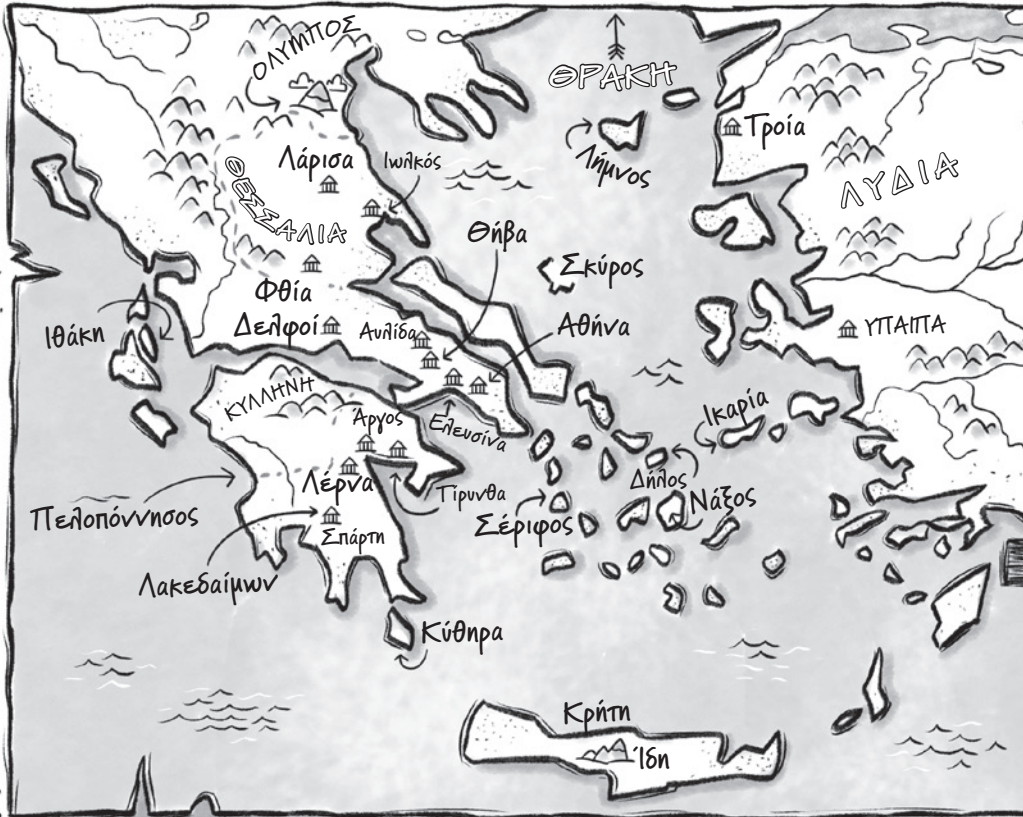 ΟΛΥΜΠΟΣ
ΘΡΑΚΗ
Τροία
Λάρισα
Ιωλκός
Λήμνος
ΛΥΔΙΑ
ΘΕΣΣΑΛΙΑ
Θήβα
Σκύρος
Φθία
Ιθάκη
Δελφοί
Αυλίδα
Αθήνα
ΥΠΑΙΠΑ
ΚΥΛΛΗΝΗ
Άργος
Ελευσίνα
Ικαρία
Λέρνα
Τίρυνθα
Δήλος
Νάξος
Πελοπόννησος
Σέριφος
Σπάρτη
Λακεδαίμων
Κύθηρα
Κρήτη
Ίδη